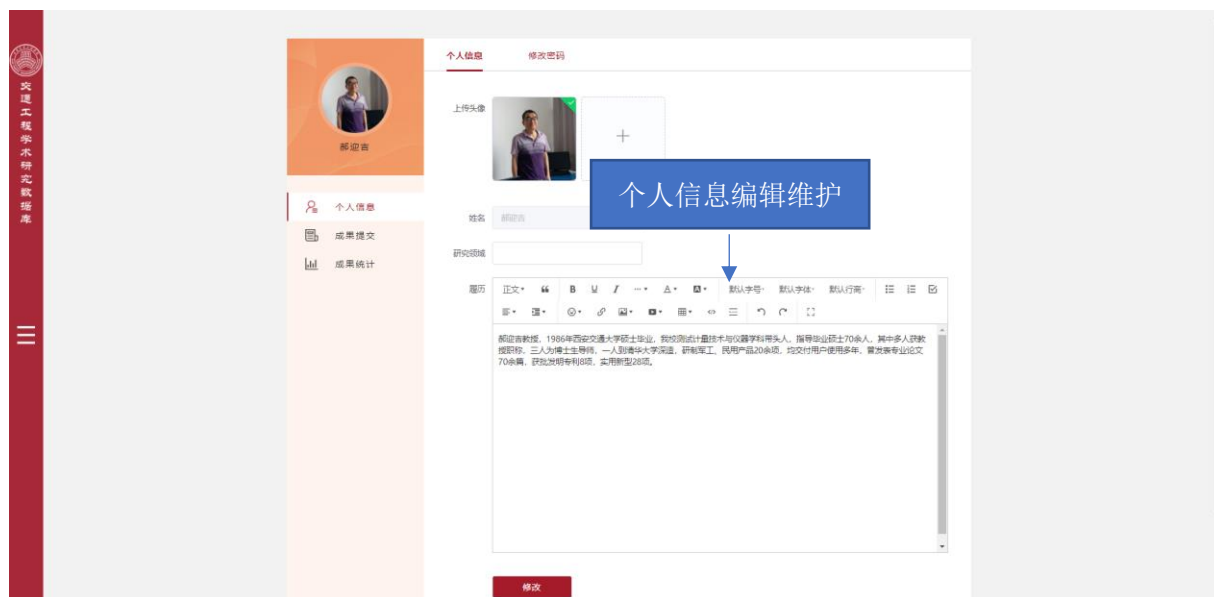 交通工程学术研究数据库
郝迎吉
个人信息
成果提交
成果统计
个人信息 修改密码
上传头像
个人信息编辑维护
姓名 郝迎吉
研究领域
履历
正文 B U I ... A A 默认字号 默认字体 默认行高
郝迎吉教授，1986年西安交通大学硕士毕业，我校测试计量技术与仪器学科带头人，指导毕业硕士70余人，其中多人获教
授职称、三人为博士生导师，一人到清华大学深造，研制军工、民用产品20余项，均交付用户使用多年，曾发表专业论文
70余篇，获批发明专利8项，实用新型28项。
修改